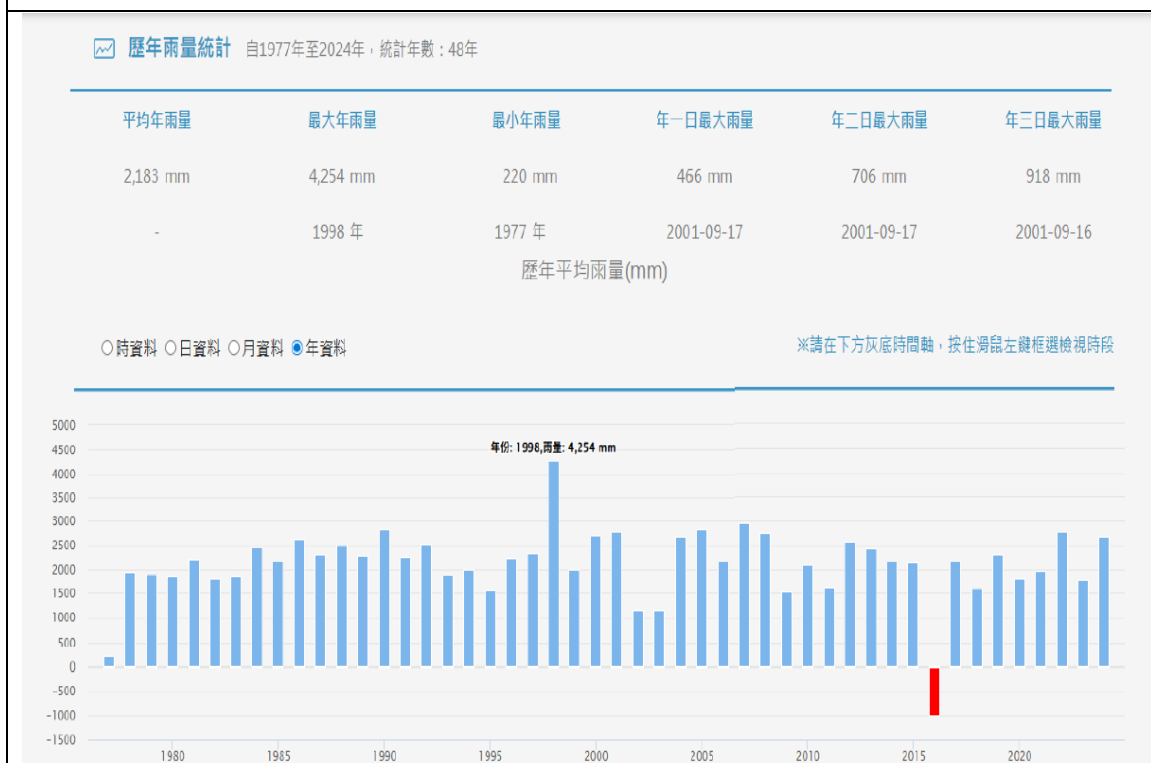 歷年雨量統計 自1977年至2024年，統計年數：48年
平均年雨量 最大年雨量 最小年雨量 年一日最大雨量 年二日最大雨量 年三日最大雨量
2,183 mm 4,254 mm 220 mm 466 mm 706 mm 918 mm
- 1998 年 1977 年 2001-09-17 2001-09-17 2001-09-16
歷年平均雨量(mm)
時資料 日資料 月資料 年資料 ※請在下方灰底時間軸，按住滑鼠左鍵框選檢視時段
5000
4500
年份: 1998,雨量: 4,254 mm
4000
3500
3000
2500
2000
1500
1000
500
0
-500
-1000
-1500
1980 1985 1990 1995 2000 2005 2010 2015 2020